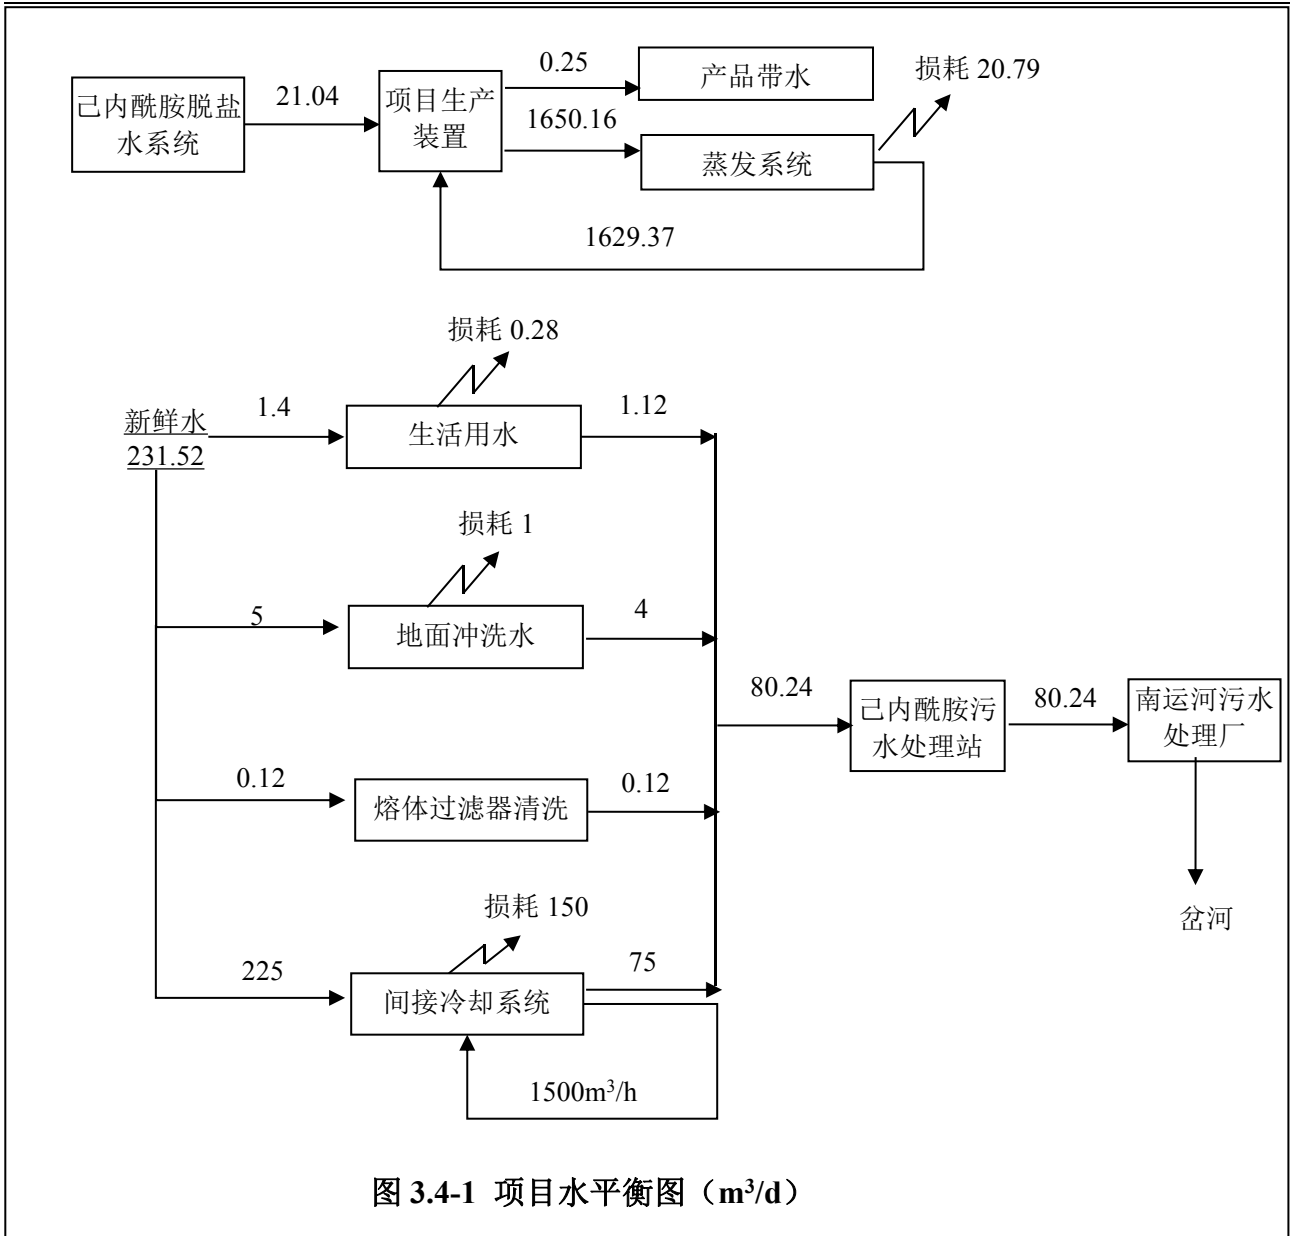 己内酰胺脱盐
水系统
21.04
项目生产
装置
0.25
产品带水
1650.16
蒸发系统
损耗 20.79
1629.37
新鲜水
231.52
1.4
损耗 0.28
生活用水
1.12
5
损耗 1
地面冲洗水
4
0.12
熔体过滤器清洗
0.12
225
损耗 150
间接冷却系统
75
1500m³/h
80.24
己内酰胺污
水处理站
80.24
南运河污水
处理厂
岔河
图 3.4-1 项目水平衡图（m³/d）